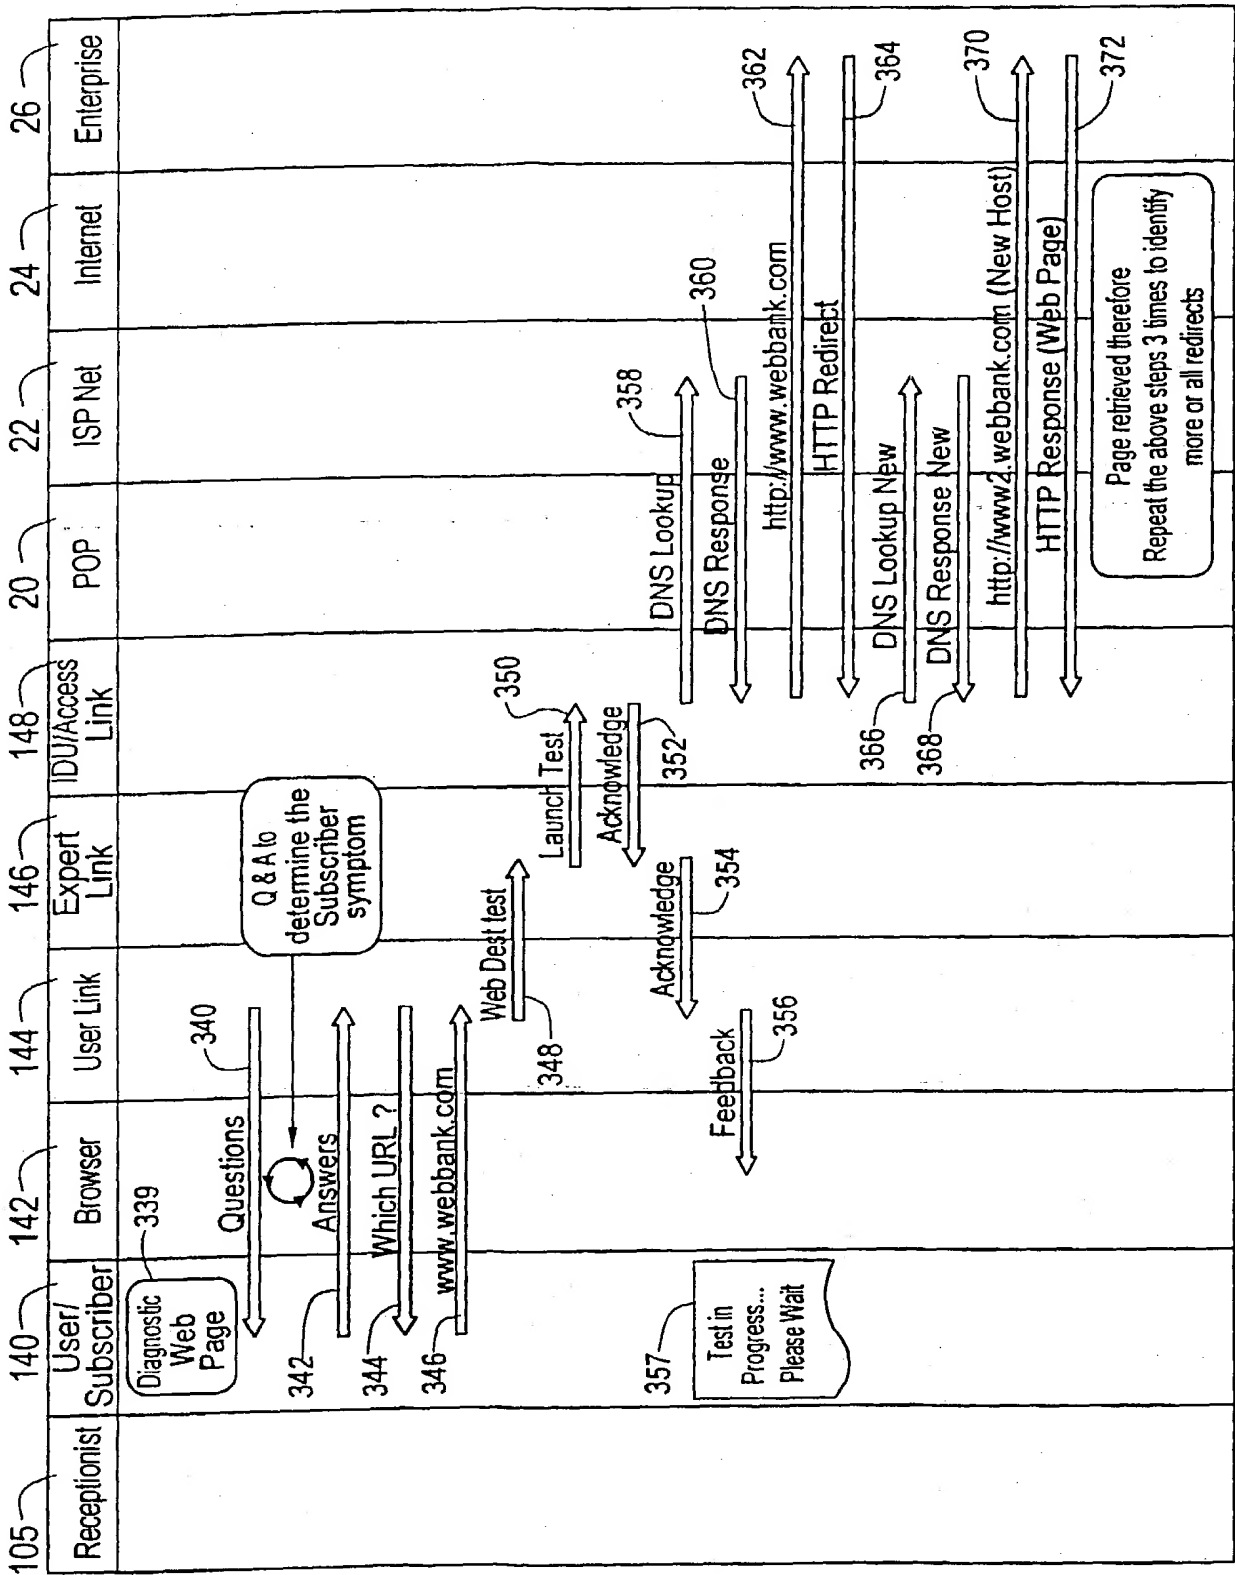 105
140
142
144
146
148
20
22
24
26
Receptionist
User/
Subscriber
Browser
User Link
Expert
Link
IDU/Access
Link
POP
ISP Net
Internet
Enterprise
Diagnostic
Web
Page
339
Questions
340
Q & A to
determine the
Subscriber
symptom
342
Answers
344
Which URL ?
346
www.webbank.com
348
Web Dest test
Launch Test
350
Acknowledge
352
Acknowledge
354
357
Test in
Progress...
Please Wait
Feedback
356
DNS Lookup
358
DNS Response
360
http://www.webbank.com
362
HTTP Redirect
364
366
DNS Lookup New
368
DNS Response New
http://ww2.webbank.com (New Host)
370
HTTP Response (Web Page)
372
Page retrieved therefore
Repeat the above steps 3 times to identify
more or all redirects